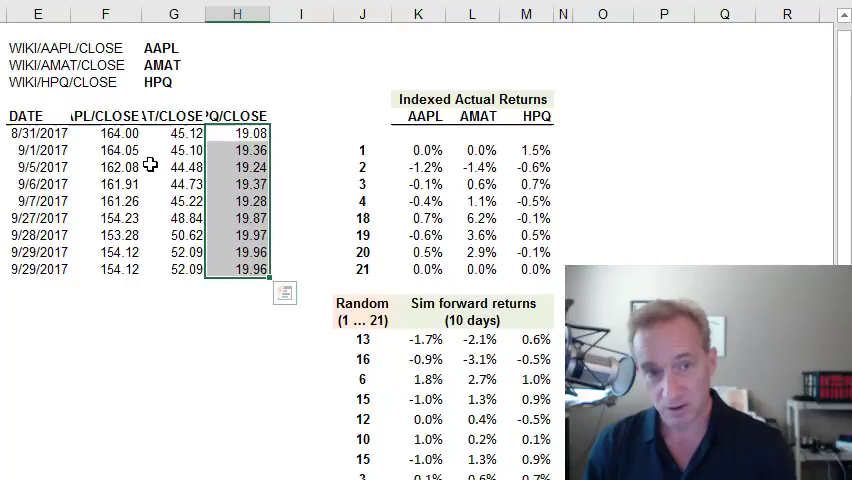 E F G H I J K L M N O P Q R
WIKI/AAPL/CLOSE AAPL
WIKI/AMAT/CLOSE AMAT
WIKI/HPQ/CLOSE HPQ
Indexed Actual Returns
DATE \PL/CLOSE \T/CLOSE PQ/CLOSE AAPL AMAT HPQ
8/31/2017 164.00 45.12 19.08
9/1/2017 164.05 45.10 19.36 1 0.0% 0.0% 1.5%
9/5/2017 162.08 44.48 19.24 2 -1.2% -1.4% -0.6%
9/6/2017 161.91 44.73 19.37 3 -0.1% 0.6% 0.7%
9/7/2017 161.26 45.22 19.28 4 -0.4% 1.1% -0.5%
9/27/2017 154.23 48.84 19.87 18 0.7% 6.2% -0.1%
9/28/2017 153.28 50.62 19.97 19 -0.6% 3.6% 0.5%
9/29/2017 154.12 52.09 19.96 20 0.5% 2.9% -0.1%
9/29/2017 154.12 52.09 19.96 21 0.0% 0.0% 0.0%
Random Sim forward returns
(1 ... 21) (10 days)
13 -1.7% -2.1% 0.6%
16 -0.9% -3.1% -0.5%
6 1.8% 2.7% 1.0%
15 -1.0% 1.3% 0.9%
12 0.0% 0.4% -0.5%
10 1.0% 0.2% 0.1%
15 -1.0% 1.3% 0.9%